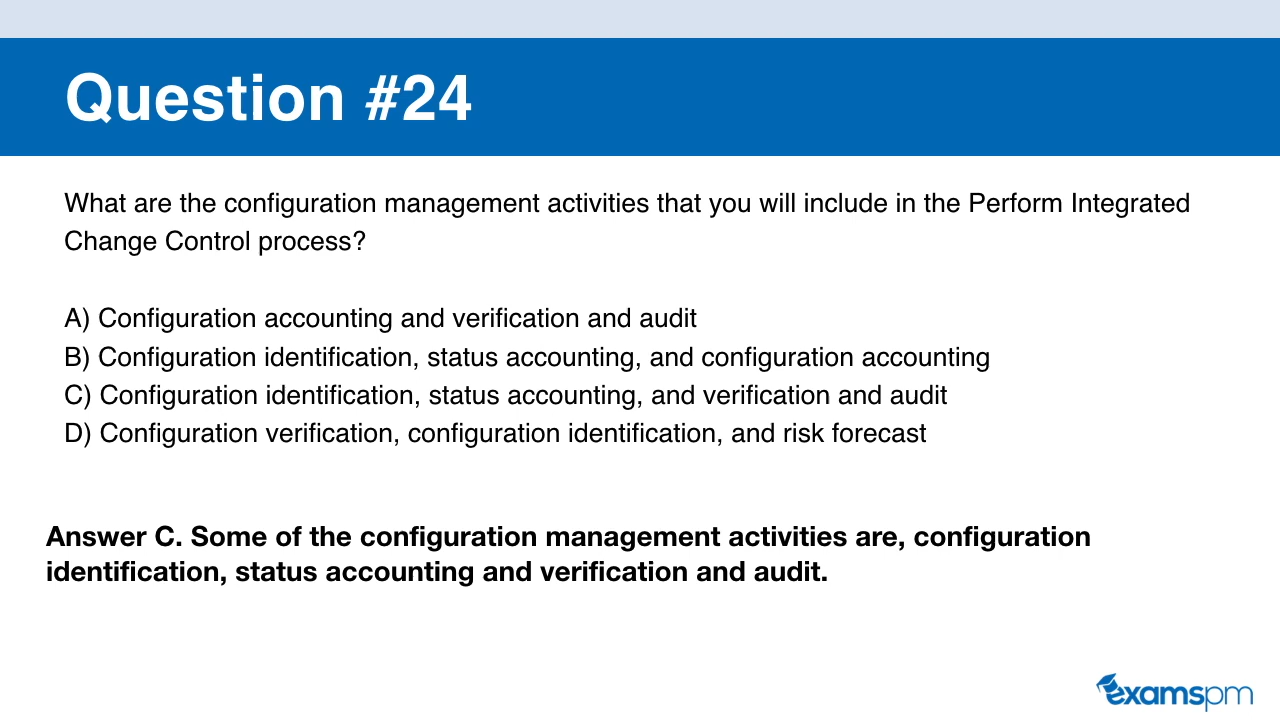 Question #24
What are the configuration management activities that you will include in the Perform Integrated
Change Control process?
A) Configuration accounting and verification and audit
B) Configuration identification, status accounting, and configuration accounting
C) Configuration identification, status accounting, and verification and audit
D) Configuration verification, configuration identification, and risk forecast
Answer C. Some of the configuration management activities are, configuration
identification, status accounting and verification and audit.
examspm